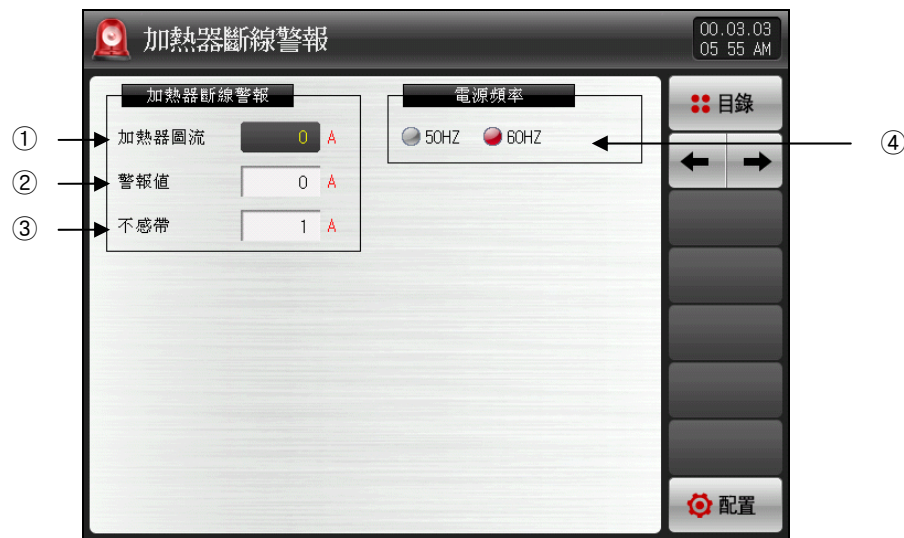 加熱器斷線警報
00.03.03
05 55 AM
加熱器斷線警報
電源頻率
目錄
① 加熱器圖流 0 A
50HZ 60HZ
④
② 警報值 0 A
③ 不感帶 1 A
配置